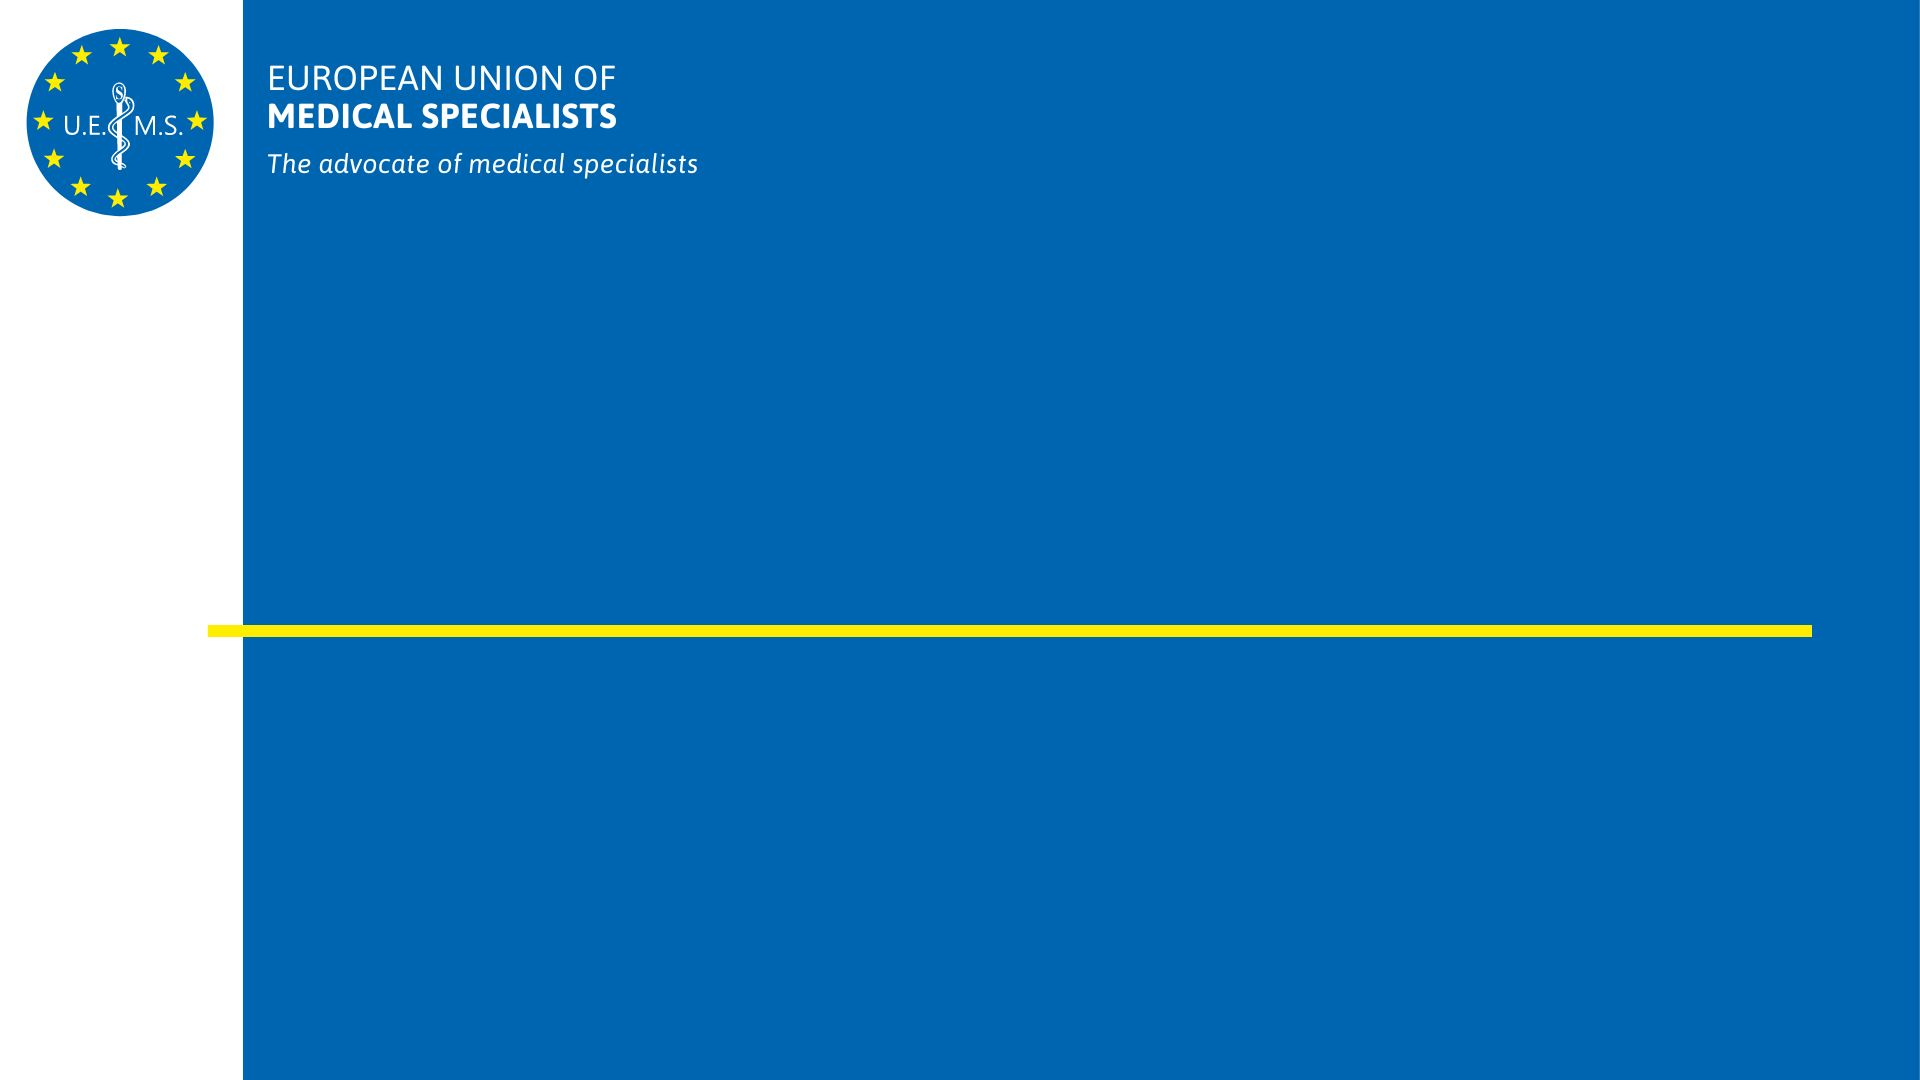 U.E. M.S.
EUROPEAN UNION OF
MEDICAL SPECIALISTS
The advocate of medical specialists